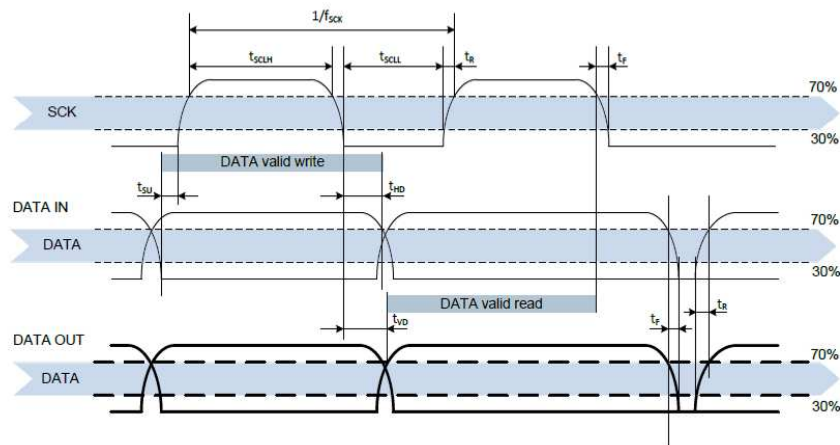 1/fSCK
tSCLH
tSCLL
tR
tF
70%
SCK
30%
DATA valid write
tSU
tHD
DATA IN
70%
DATA
30%
DATA valid read
tVD
tF
tR
DATA OUT
70%
DATA
30%